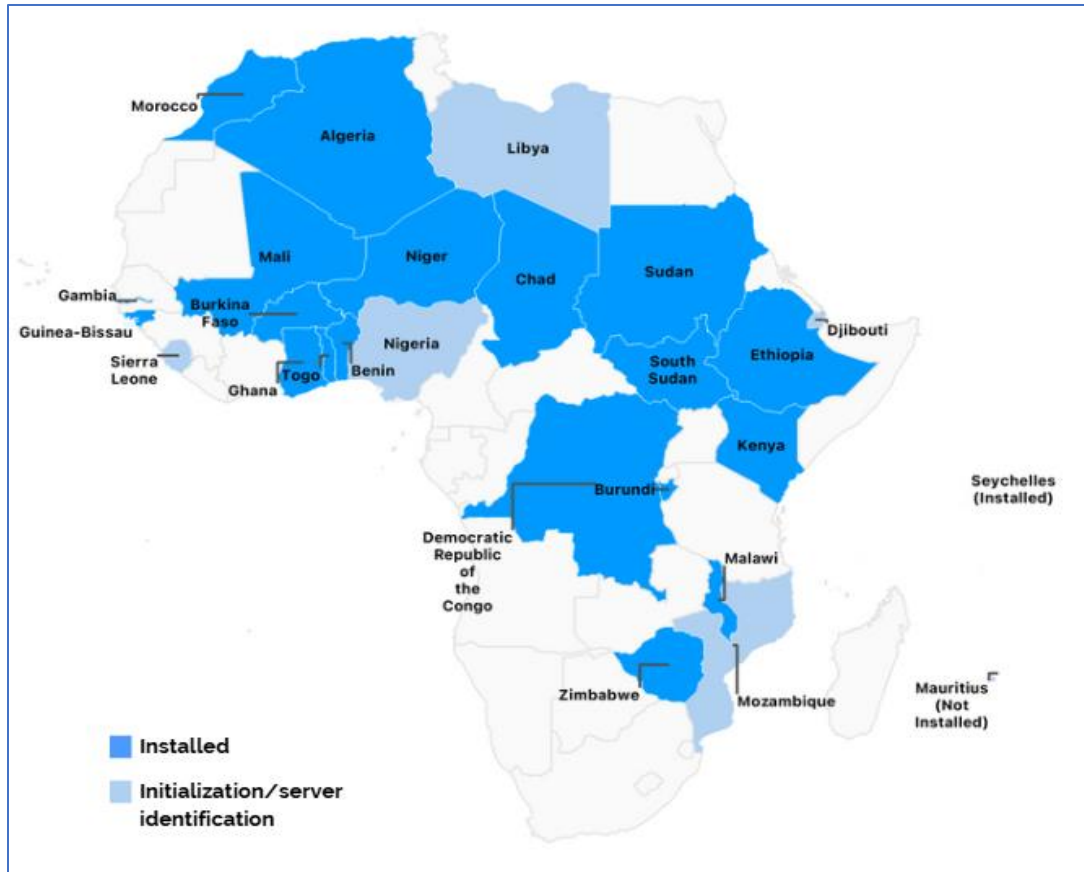 Morocco
Algeria
Libya
Mali
Niger
Chad
Sudan
Gambia
Burkina
Faso
Guinea-Bissau
Nigeria
Djibouti
Sierra
Leone
Ghana
Togo
Benin
South
Sudan
Ethiopia
Kenya
Burundi
Seychelles
(Installed)
Democratic
Republic
of
the
Congo
Malawi
Zimbabwe
Mozambique
Mauritius
(Not
Installed)
Installed
Initialization/server
identification